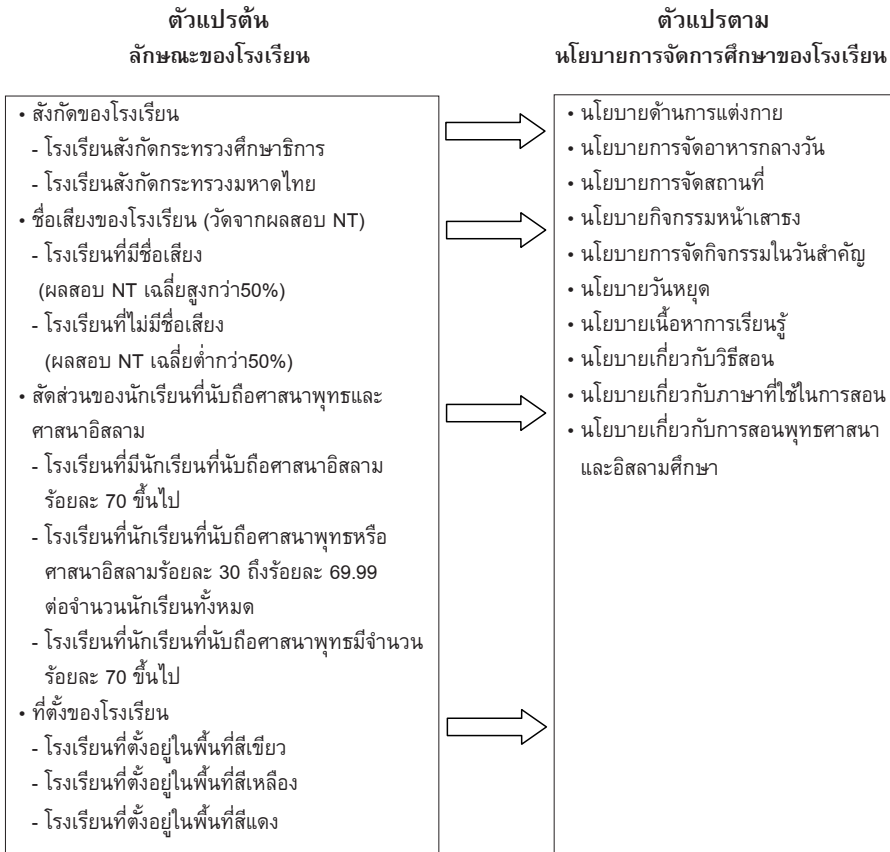 ตัวแปรต้น
ลักษณะของโรงเรียน
• สังกัดของโรงเรียน
- โรงเรียนสังกัดกระทรวงศึกษาธิการ
- โรงเรียนสังกัดกระทรวงมหาดไทย
• ชื่อเสียงของโรงเรียน (วัดจากผลสอบ NT)
- โรงเรียนที่มีชื่อเสียง
(ผลสอบ NT เฉลี่ยสูงกว่า50%)
- โรงเรียนที่ไม่มีชื่อเสียง
(ผลสอบ NT เฉลี่ยต่ำกว่า50%)
• สัดส่วนของนักเรียนที่นับถือศาสนาพุทธและ
ศาสนาอิสลาม
- โรงเรียนที่มีนักเรียนที่นับถือศาสนาอิสลาม
ร้อยละ 70 ขึ้นไป
- โรงเรียนที่นักเรียนที่นับถือศาสนาพุทธหรือ
ศาสนาอิสลามร้อยละ 30 ถึงร้อยละ 69.99
ต่อจำนวนนักเรียนทั้งหมด
- โรงเรียนที่นักเรียนที่นับถือศาสนาพุทธมีจำนวน
ร้อยละ 70 ขึ้นไป
• ที่ตั้งของโรงเรียน
- โรงเรียนที่ตั้งอยู่ในพื้นที่สีเขียว
- โรงเรียนที่ตั้งอยู่ในพื้นที่สีเหลือง
- โรงเรียนที่ตั้งอยู่ในพื้นที่สีแดง
ตัวแปรตาม
นโยบายการจัดการศึกษาของโรงเรียน
• นโยบายด้านการแต่งกาย
• นโยบายการจัดอาหารกลางวัน
• นโยบายการจัดสถานที่
• นโยบายกิจกรรมหน้าเสาธง
• นโยบายการจัดกิจกรรมในวันสำคัญ
• นโยบายวันหยุด
• นโยบายเนื้อหาการเรียนรู้
• นโยบายเกี่ยวกับวิธีสอน
• นโยบายเกี่ยวกับภาษาที่ใช้ในการสอน
• นโยบายเกี่ยวกับการสอนพุทธศาสนา
และอิสลามศึกษา